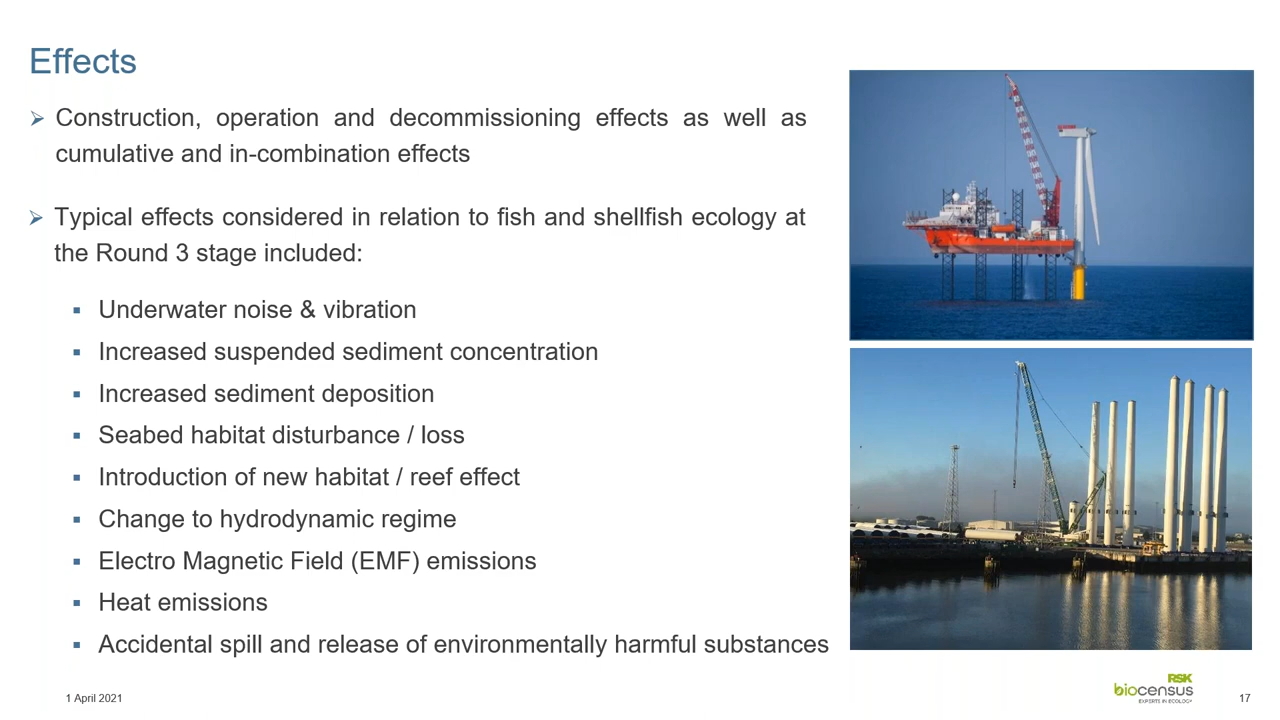 Effects
Construction, operation and decommissioning effects as well as
cumulative and in-combination effects
Typical effects considered in relation to fish and shellfish ecology at
the Round 3 stage included:
Underwater noise & vibration
Increased suspended sediment concentration
Increased sediment deposition
Seabed habitat disturbance / loss
Introduction of new habitat / reef effect
Change to hydrodynamic regime
Electro Magnetic Field (EMF) emissions
Heat emissions
Accidental spill and release of environmentally harmful substances
1 April 2021
RSK
biocensus
EXPERTS IN ECOLOGY
17